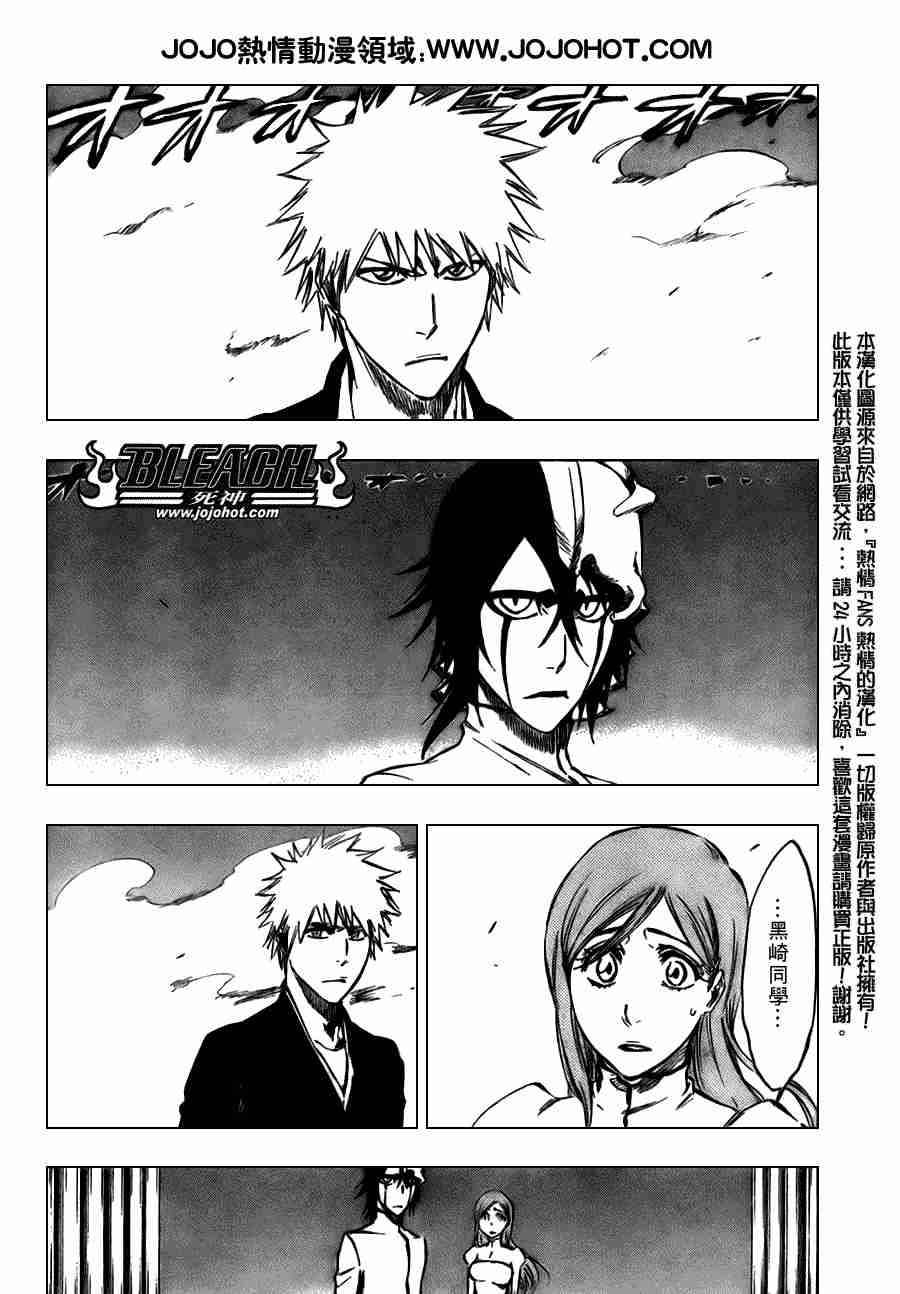 JOJO熱情動漫領域:WWW.JOJOHOT.COM
オオオオオオ
BLEACH
死神
www.jojohot.com
…黑崎同學…
本漢化圖源來自於網路，『熱情FANS 熱情的漢化』一切版權歸原作者與出版社擁有！
此版本僅供學習試看交流… 請 24 小時之內消除，喜歡這套漫畫請購買正版！謝謝。